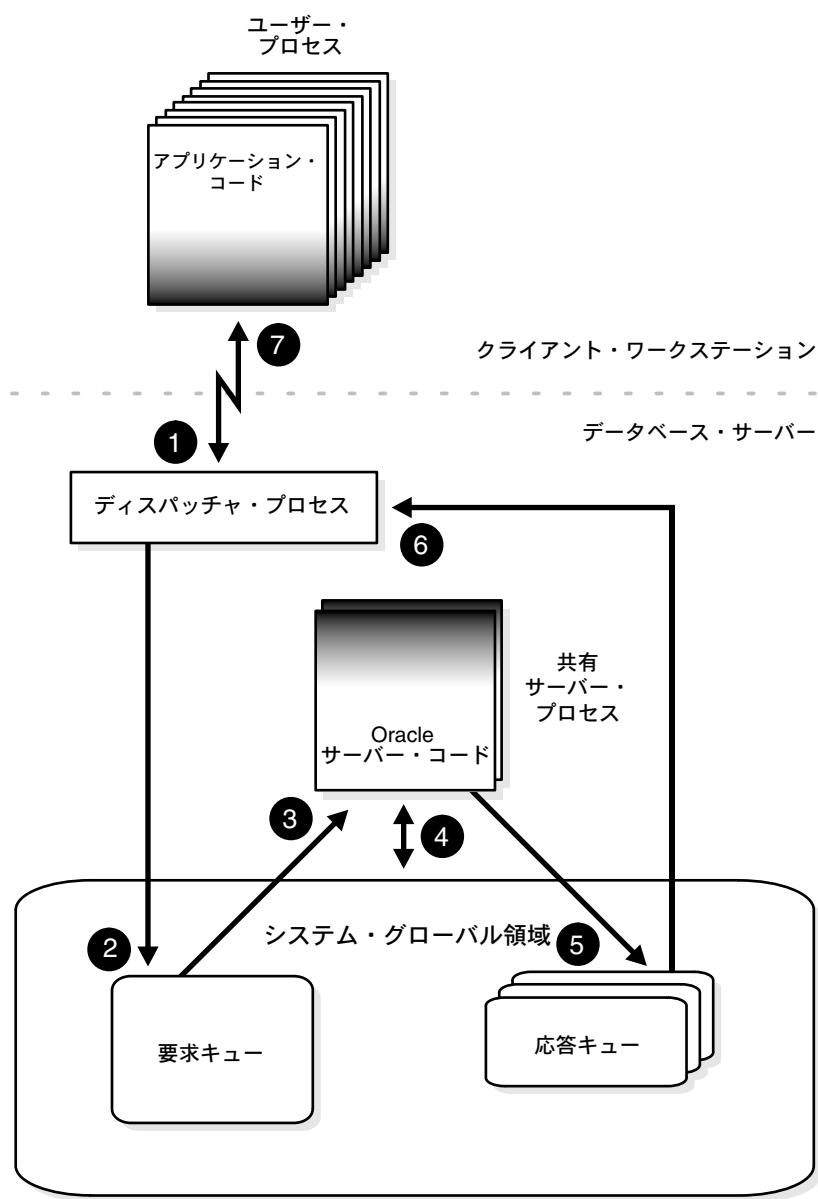 ユーザー・
プロセス
アプリケーション・
コード
7
クライアント・ワークステーション
1
データベース・サーバー
ディスパッチャ・プロセス
6
共有
サーバー・
プロセス
Oracle
サーバー・コード
3
4
2
システム・グローバル領域
5
要求キュー
応答キュー